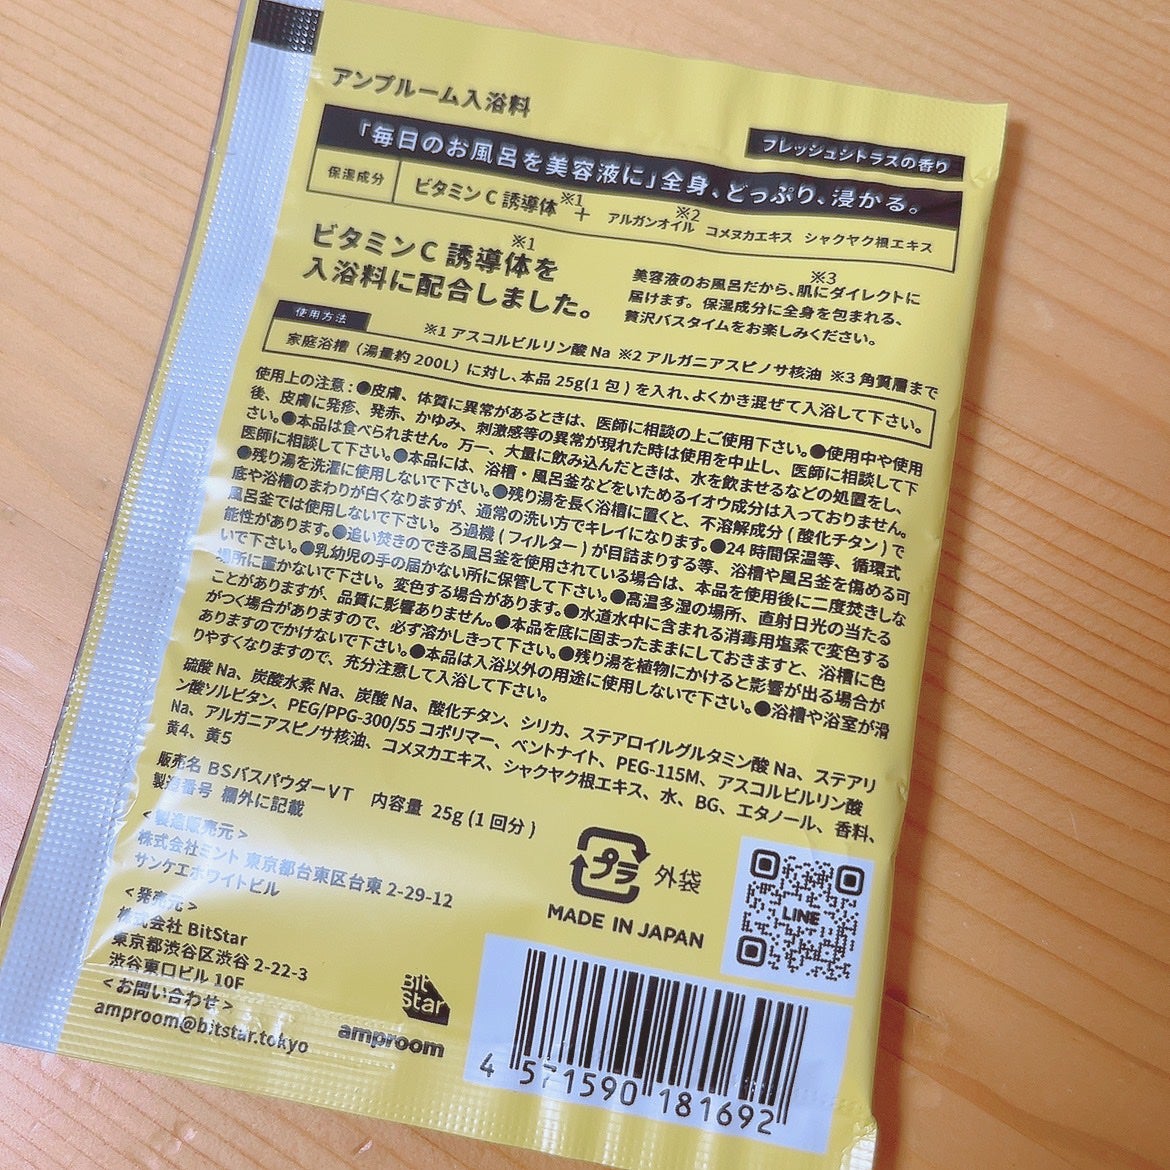 アンプルーム入浴料
フレッシュシトラスの香り
「毎日のお風呂を美容液に」全身、どっぷり、浸かる。
保湿成分 ビタミンC誘導体※1 + アルガンオイル※2 コメヌカエキス シャクヤク根エキス
ビタミンC誘導体※1を
入浴料に配合しました。
美容液のお風呂だから、肌※3にダイレクトに
届けます。保湿成分に全身を包まれる、
贅沢バスタイムをお楽しみください。
※1 アスコルビルリン酸Na ※2 アルガニアスピノサ核油 ※3 角質層まで
使用方法
家庭浴槽（湯量約200L）に対し、本品25g(1包)を入れ、よくかき混ぜて入浴して下さい。
使用上の注意:●皮膚、体質に異常があるときは、医師に相談の上ご使用下さい。●使用中や使用
後、皮膚に発疹、発赤、かゆみ、刺激感等の異常が現れた時は使用を中止し、医師に相談して下
さい。●本品は食べられません。万一、大量に飲み込んだときは、水を飲ませるなどの処置をし、
医師に相談して下さい。●本品には、浴槽・風呂釜などをいためるイオウ成分は入っておりません。
●残り湯を洗濯に使用しないで下さい。●残り湯を長く浴槽に置くと、不溶解成分(酸化チタン)で
底や浴槽のまわりが白くなりますが、通常の洗い方でキレイになります。●24時間保温等、循環式
風呂釜では使用しないで下さい。ろ過機(フィルター)が目詰まりする等、浴槽や風呂釜を傷める可
能性があります。●追い焚きのできる風呂釜を使用されている場合は、本品を使用後に二度焚きしな
いで下さい。●乳幼児の手の届かない所に保管して下さい。●高温多湿の場所、直射日光の当たる
場所に置かないで下さい。変色する場合があります。●水道水中に含まれる消毒用塩素で変色する
ことがありますが、品質に影響ありません。●本品を底に固まったままにしておきますと、浴槽に色
がつく場合がありますので、必ず溶かしきって下さい。●残り湯を植物にかけると影響が出る場合が
ありますのでかけないで下さい。●本品は入浴以外の用途に使用しないで下さい。●浴槽や浴室が滑
りやすくなりますので、充分注意して入浴して下さい。
硫酸Na、炭酸水素Na、炭酸Na、酸化チタン、シリカ、ステアロイルグルタミン酸Na、ステアリ
ン酸ソルビタン、PEG/PPG-300/55コポリマー、ベントナイト、PEG-115M、アスコルビルリン酸
Na、アルガニアスピノサ核油、コメヌカエキス、シャクヤク根エキス、水、BG、エタノール、香料、
黄4、黄5
販売名 BSバスパウダーVT 内容量 25g(1回分)
製造番号 欄外に記載
<製造販売元>
株式会社ミント 東京都台東区台東2-29-12
サンケエホワイトビル
<発売元>
株式会社BitStar
東京都渋谷区渋谷2-22-3
渋谷東口ビル10F
<お問い合わせ>
amproom@bitstar.tokyo
Bit
Star
amproom
プラ 外袋
MADE IN JAPAN
LINE
4 571590 181692